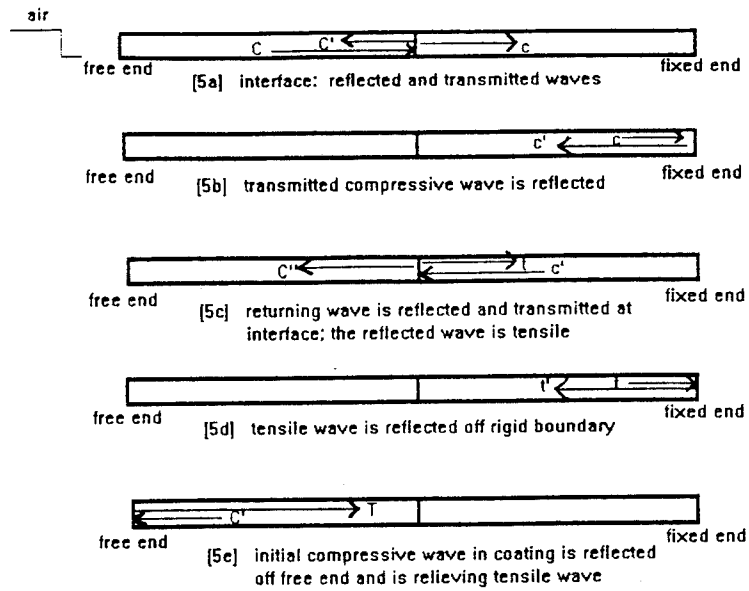 air
C C' c
free end fixed end
[5a] interface: reflected and transmitted waves
c' c
free end fixed end
[5b] transmitted compressive wave is reflected
C" t c'
free end fixed end
[5c] returning wave is reflected and transmitted at
interface; the reflected wave is tensile
t' t
free end fixed end
[5d] tensile wave is reflected off rigid boundary
C' T
free end fixed end
[5e] initial compressive wave in coating is reflected
off free end and is relieving tensile wave